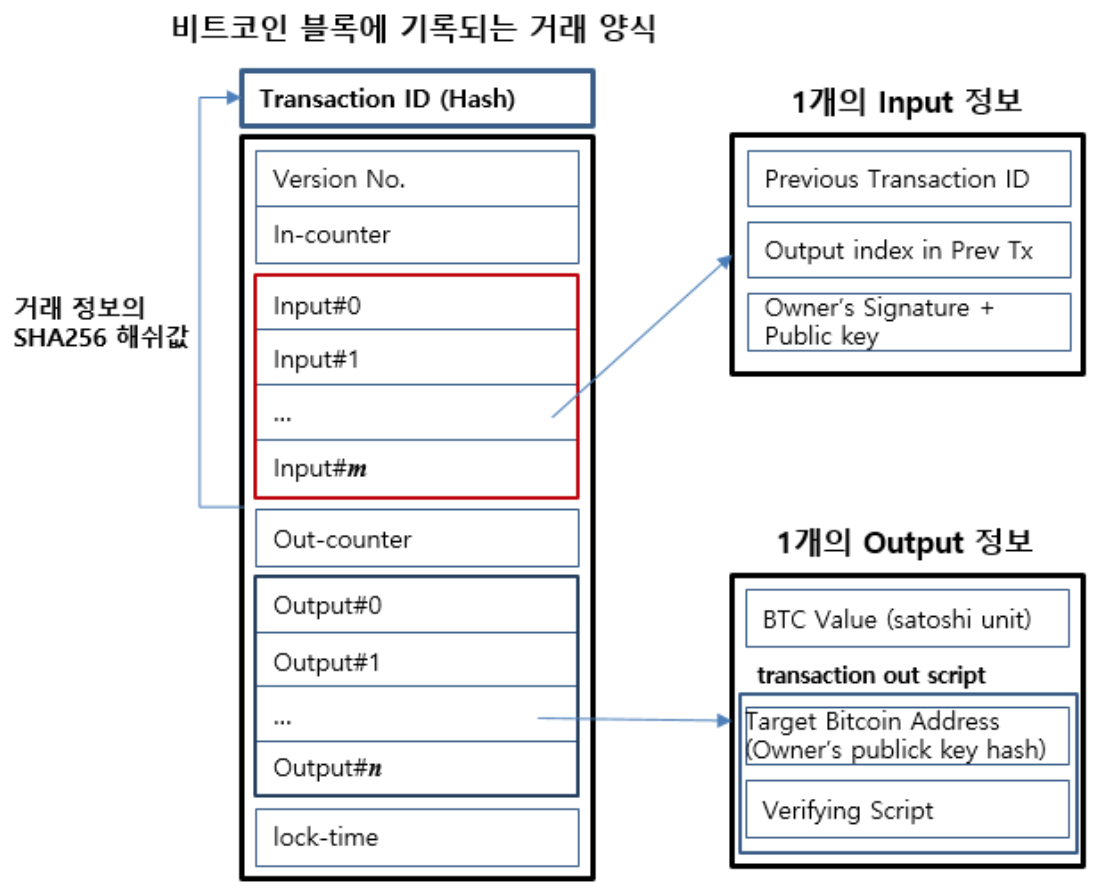 비트코인 블록에 기록되는 거래 양식
Transaction ID (Hash)
Version No.
In-counter
거래 정보의
SHA256 해쉬값
Input#0
Input#1
...
Input#m
Out-counter
Output#0
Output#1
...
Output#n
lock-time
1개의 Input 정보
Previous Transaction ID
Output index in Prev Tx
Owner's Signature +
Public key
1개의 Output 정보
BTC Value (satoshi unit)
transaction out script
Target Bitcoin Address
(Owner's publick key hash)
Verifying Script